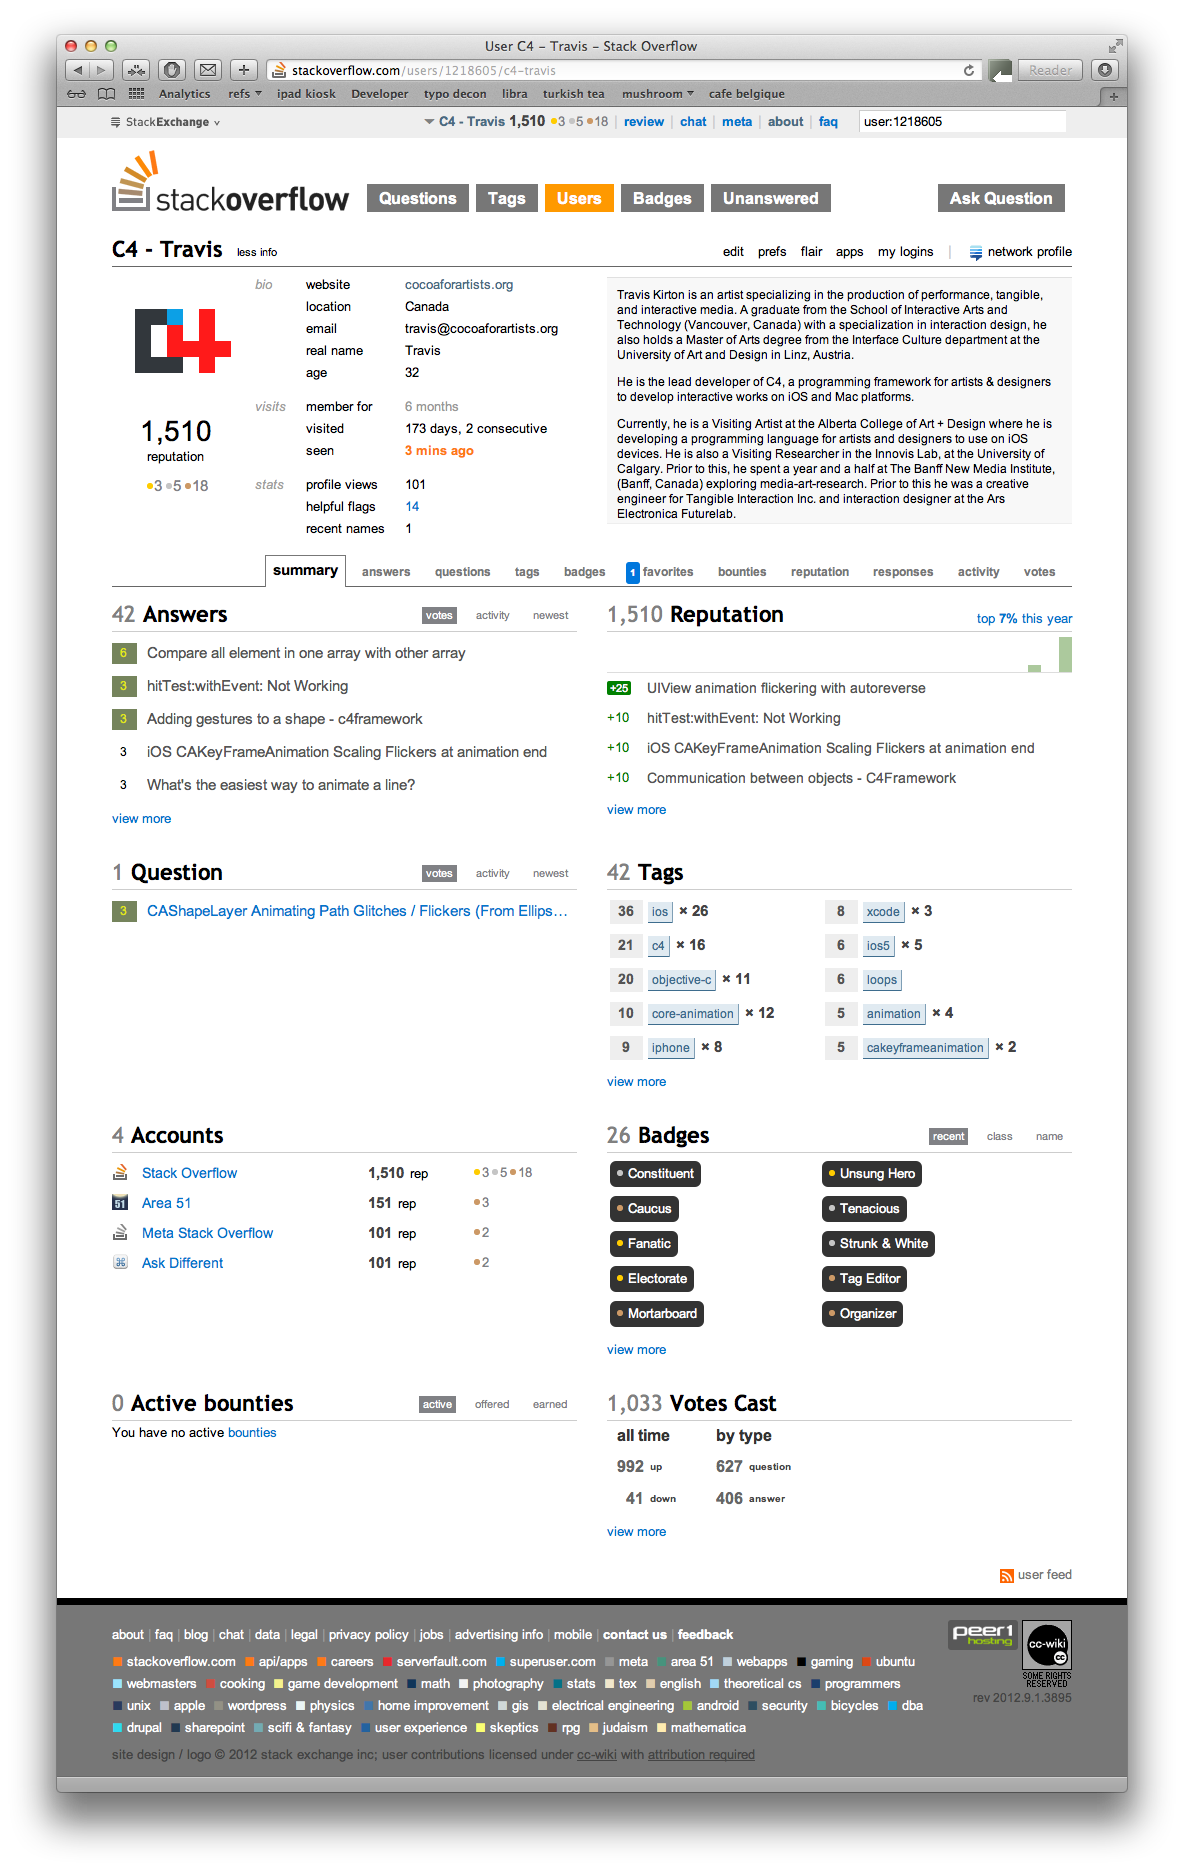 User C4 – Travis – Stack Overflow
stackoverflow.com/users/1218605/c4-travis
Reader
Analytics refs ipad kiosk Developer typo decon libra turkish tea mushroom cafe belgique
StackExchange C4 - Travis 1,510 3 5 18 | review | chat | meta | about | faq user:1218605
stackoverflow Questions Tags Users Badges Unanswered Ask Question
C4 - Travis less info edit prefs flair apps my logins | network profile
bio website cocoaforartists.org
location Canada
email travis@cocoaforartists.org
real name Travis
age 32
visits member for 6 months
visited 173 days, 2 consecutive
seen 3 mins ago
stats profile views 101
helpful flags 14
recent names 1
1,510
reputation
3 5 18
Travis Kirton is an artist specializing in the production of performance, tangible,
and interactive media. A graduate from the School of Interactive Arts and
Technology (Vancouver, Canada) with a specialization in interaction design, he
also holds a Master of Arts degree from the Interface Culture department at the
University of Art and Design in Linz, Austria.
He is the lead developer of C4, a programming framework for artists & designers
to develop interactive works on iOS and Mac platforms.
Currently, he is a Visiting Artist at the Alberta College of Art + Design where he is
developing a programming language for artists and designers to use on iOS
devices. He is also a Visiting Researcher in the Innovis Lab, at the University of
Calgary. Prior to this, he spent a year and a half at The Banff New Media Institute,
(Banff, Canada) exploring media-art-research. Prior to this he was a creative
engineer for Tangible Interaction Inc. and interaction designer at the Ars
Electronica Futurelab.
summary answers questions tags badges 1 favorites bounties reputation responses activity votes
42 Answers votes activity newest
6 Compare all element in one array with other array
3 hitTest:withEvent: Not Working
3 Adding gestures to a shape - c4framework
3 iOS CAKeyFrameAnimation Scaling Flickers at animation end
3 What's the easiest way to animate a line?
view more
1,510 Reputation top 7% this year
+25 UIView animation flickering with autoreverse
+10 hitTest:withEvent: Not Working
+10 iOS CAKeyFrameAnimation Scaling Flickers at animation end
+10 Communication between objects - C4Framework
view more
1 Question votes activity newest
3 CAShapeLayer Animating Path Glitches / Flickers (From Ellips…
42 Tags
36 ios × 26 8 xcode × 3
21 c4 × 16 6 ios5 × 5
20 objective-c × 11 6 loops
10 core-animation × 12 5 animation × 4
9 iphone × 8 5 cakeyframeanimation × 2
view more
4 Accounts
Stack Overflow 1,510 rep 3 5 18
51 Area 51 151 rep 3
Meta Stack Overflow 101 rep 2
Ask Different 101 rep 2
26 Badges recent class name
Constituent Unsung Hero
Caucus Tenacious
Fanatic Strunk & White
Electorate Tag Editor
Mortarboard Organizer
view more
0 Active bounties active offered earned
You have no active bounties
1,033 Votes Cast
all time by type
992 up 627 question
41 down 406 answer
view more
user feed
about | faq | blog | chat | data | legal | privacy policy | jobs | advertising info | mobile | contact us | feedback
stackoverflow.com api/apps careers serverfault.com superuser.com meta area 51 webapps gaming ubuntu
webmasters cooking game development math photography stats tex english theoretical cs programmers
unix apple wordpress physics home improvement gis electrical engineering android security bicycles dba
drupal sharepoint scifi & fantasy user experience skeptics rpg judaism mathematica
site design / logo © 2012 stack exchange inc; user contributions licensed under cc-wiki with attribution required
peer1
hosting
cc-wiki
cc
SOME RIGHTS
RESERVED
rev 2012.9.1.3895